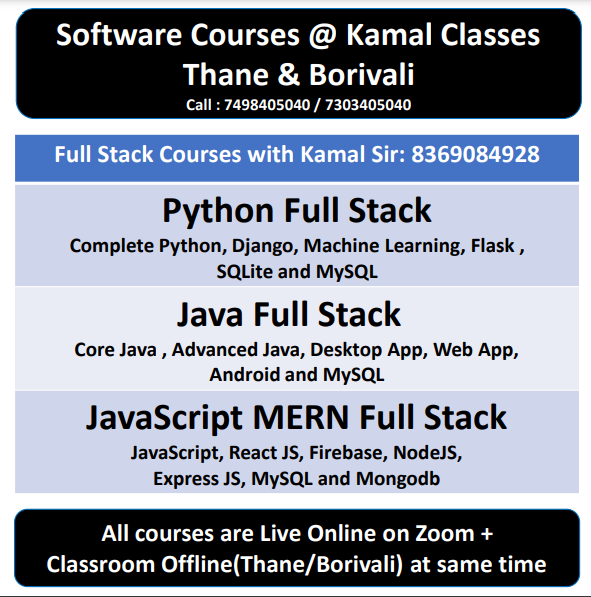 Software Courses @ Kamal Classes
Thane & Borivali
Call : 7498405040 / 7303405040
Full Stack Courses with Kamal Sir: 8369084928
Python Full Stack
Complete Python, Django, Machine Learning, Flask ,
SQLite and MySQL
Java Full Stack
Core Java , Advanced Java, Desktop App, Web App,
Android and MySQL
JavaScript MERN Full Stack
JavaScript, React JS, Firebase, NodeJS,
Express JS, MySQL and Mongodb
All courses are Live Online on Zoom +
Classroom Offline(Thane/Borivali) at same time